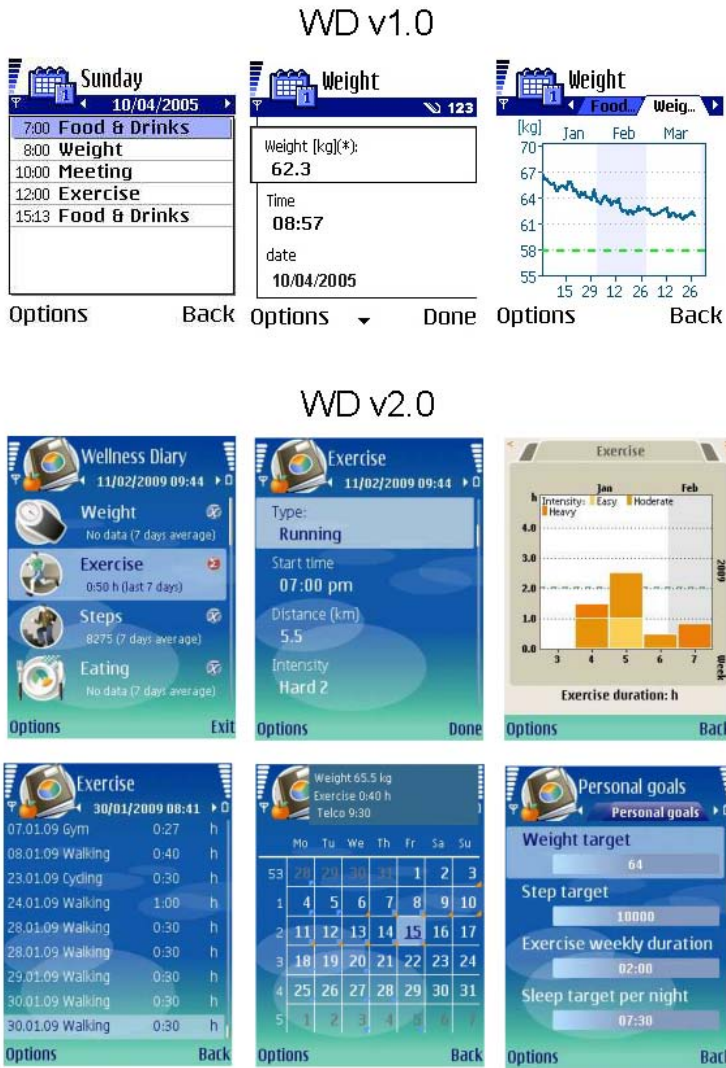 WD v1.0
Sunday
1
10/04/2005
7:00 Food & Drinks
8:00 Weight
10:00 Meeting
12:00 Exercise
15:13 Food & Drinks
Options Back
Weight
1
123
Weight [kg](*):
62.3
Time
08:57
date
10/04/2005
Options Done
Weight
1
Food... Weig...
[kg] Jan Feb Mar
70
67
64
61
58
55
15 29 12 26 12 26
Options Back
WD v2.0
Wellness Diary
11/02/2009 09:44
Weight
No data (7 days average)
Exercise
0:50 h (last 7 days)
Steps
8275 (7 days average)
Eating
No data (7 days average)
Options Exit
Exercise
11/02/2009 09:44
Type:
Running
Start time
07:00 pm
Distance (km)
5.5
Intensity
Hard 2
Options Done
Exercise
Jan Feb
h
Intensity: Easy Moderate
Heavy
4.0
3.0
2.0
1.0
0.0
3 4 5 6 7
2009
Week
Exercise duration: h
Options Back
Exercise
30/01/2009 08:41
07.01.09 Gym 0:27 h
08.01.09 Walking 0:40 h
23.01.09 Cycling 0:30 h
24.01.09 Walking 1:00 h
28.01.09 Walking 0:30 h
28.01.09 Walking 0:30 h
29.01.09 Walking 0:30 h
30.01.09 Walking 0:30 h
30.01.09 Walking 0:30 h
Options Back
Weight 65.5 kg
Exercise 0:40 h
Telco 9:30
Mo Tu We Th Fr Sa Su
53 28 29 30 31 1 2 3
1 4 5 6 7 8 9 10
2 11 12 13 14 15 16 17
3 18 19 20 21 22 23 24
4 25 26 27 28 29 30 31
5 1 2 3 4 5 6 7
Options Back
Personal goals
Personal goals
Weight target
64
Step target
10000
Exercise weekly duration
02:00
Sleep target per night
07:30
Options Back